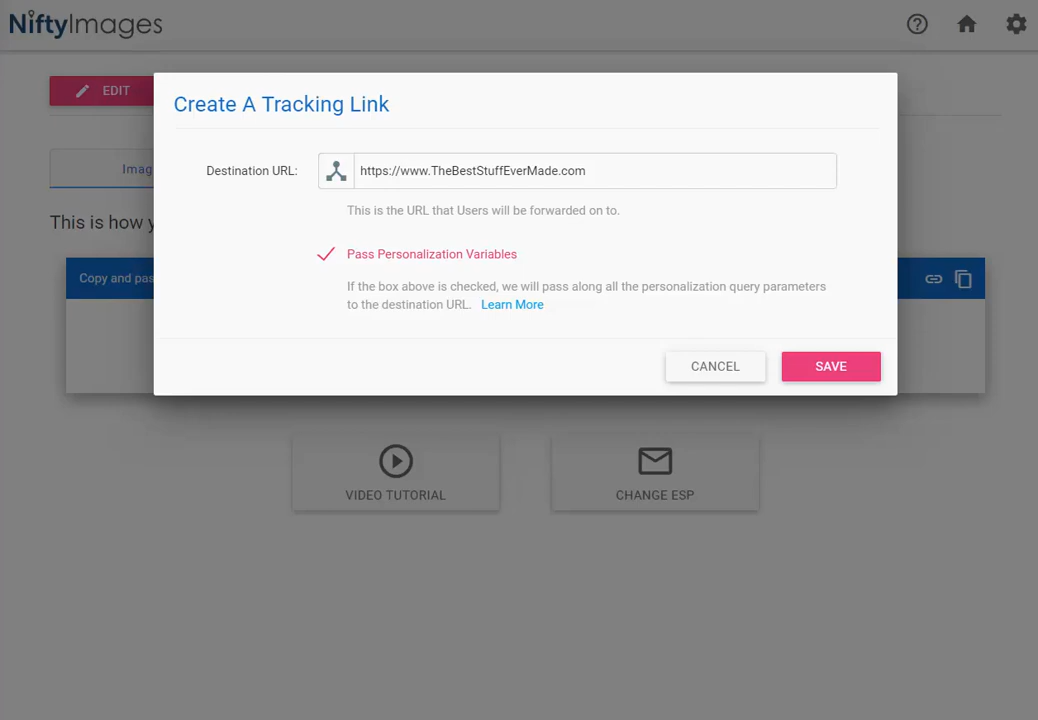 NiftyImages
EDIT
Create A Tracking Link
Imag
Destination URL: https://www.TheBestStuffEverMade.com
This is the URL that Users will be forwarded on to.
This is how y
Pass Personalization Variables
Copy and pas
If the box above is checked, we will pass along all the personalization query parameters
to the destination URL. Learn More
CANCEL SAVE
VIDEO TUTORIAL CHANGE ESP